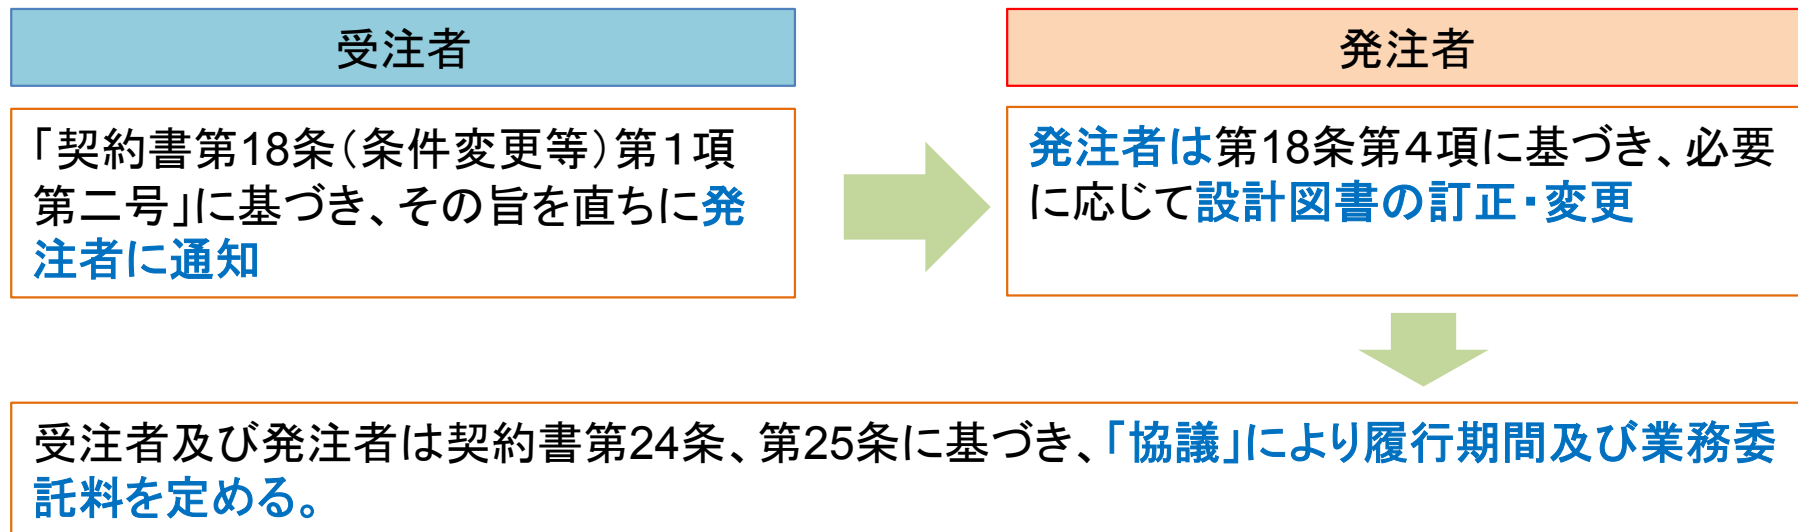 受注者
発注者
「契約書第18条(条件変更等)第1項
第二号」に基づき、その旨を直ちに発
注者に通知
発注者は第18条第4項に基づき、必要
に応じて設計図書の訂正・変更
受注者及び発注者は契約書第24条、第25条に基づき、「協議」により履行期間及び業務委
託料を定める。